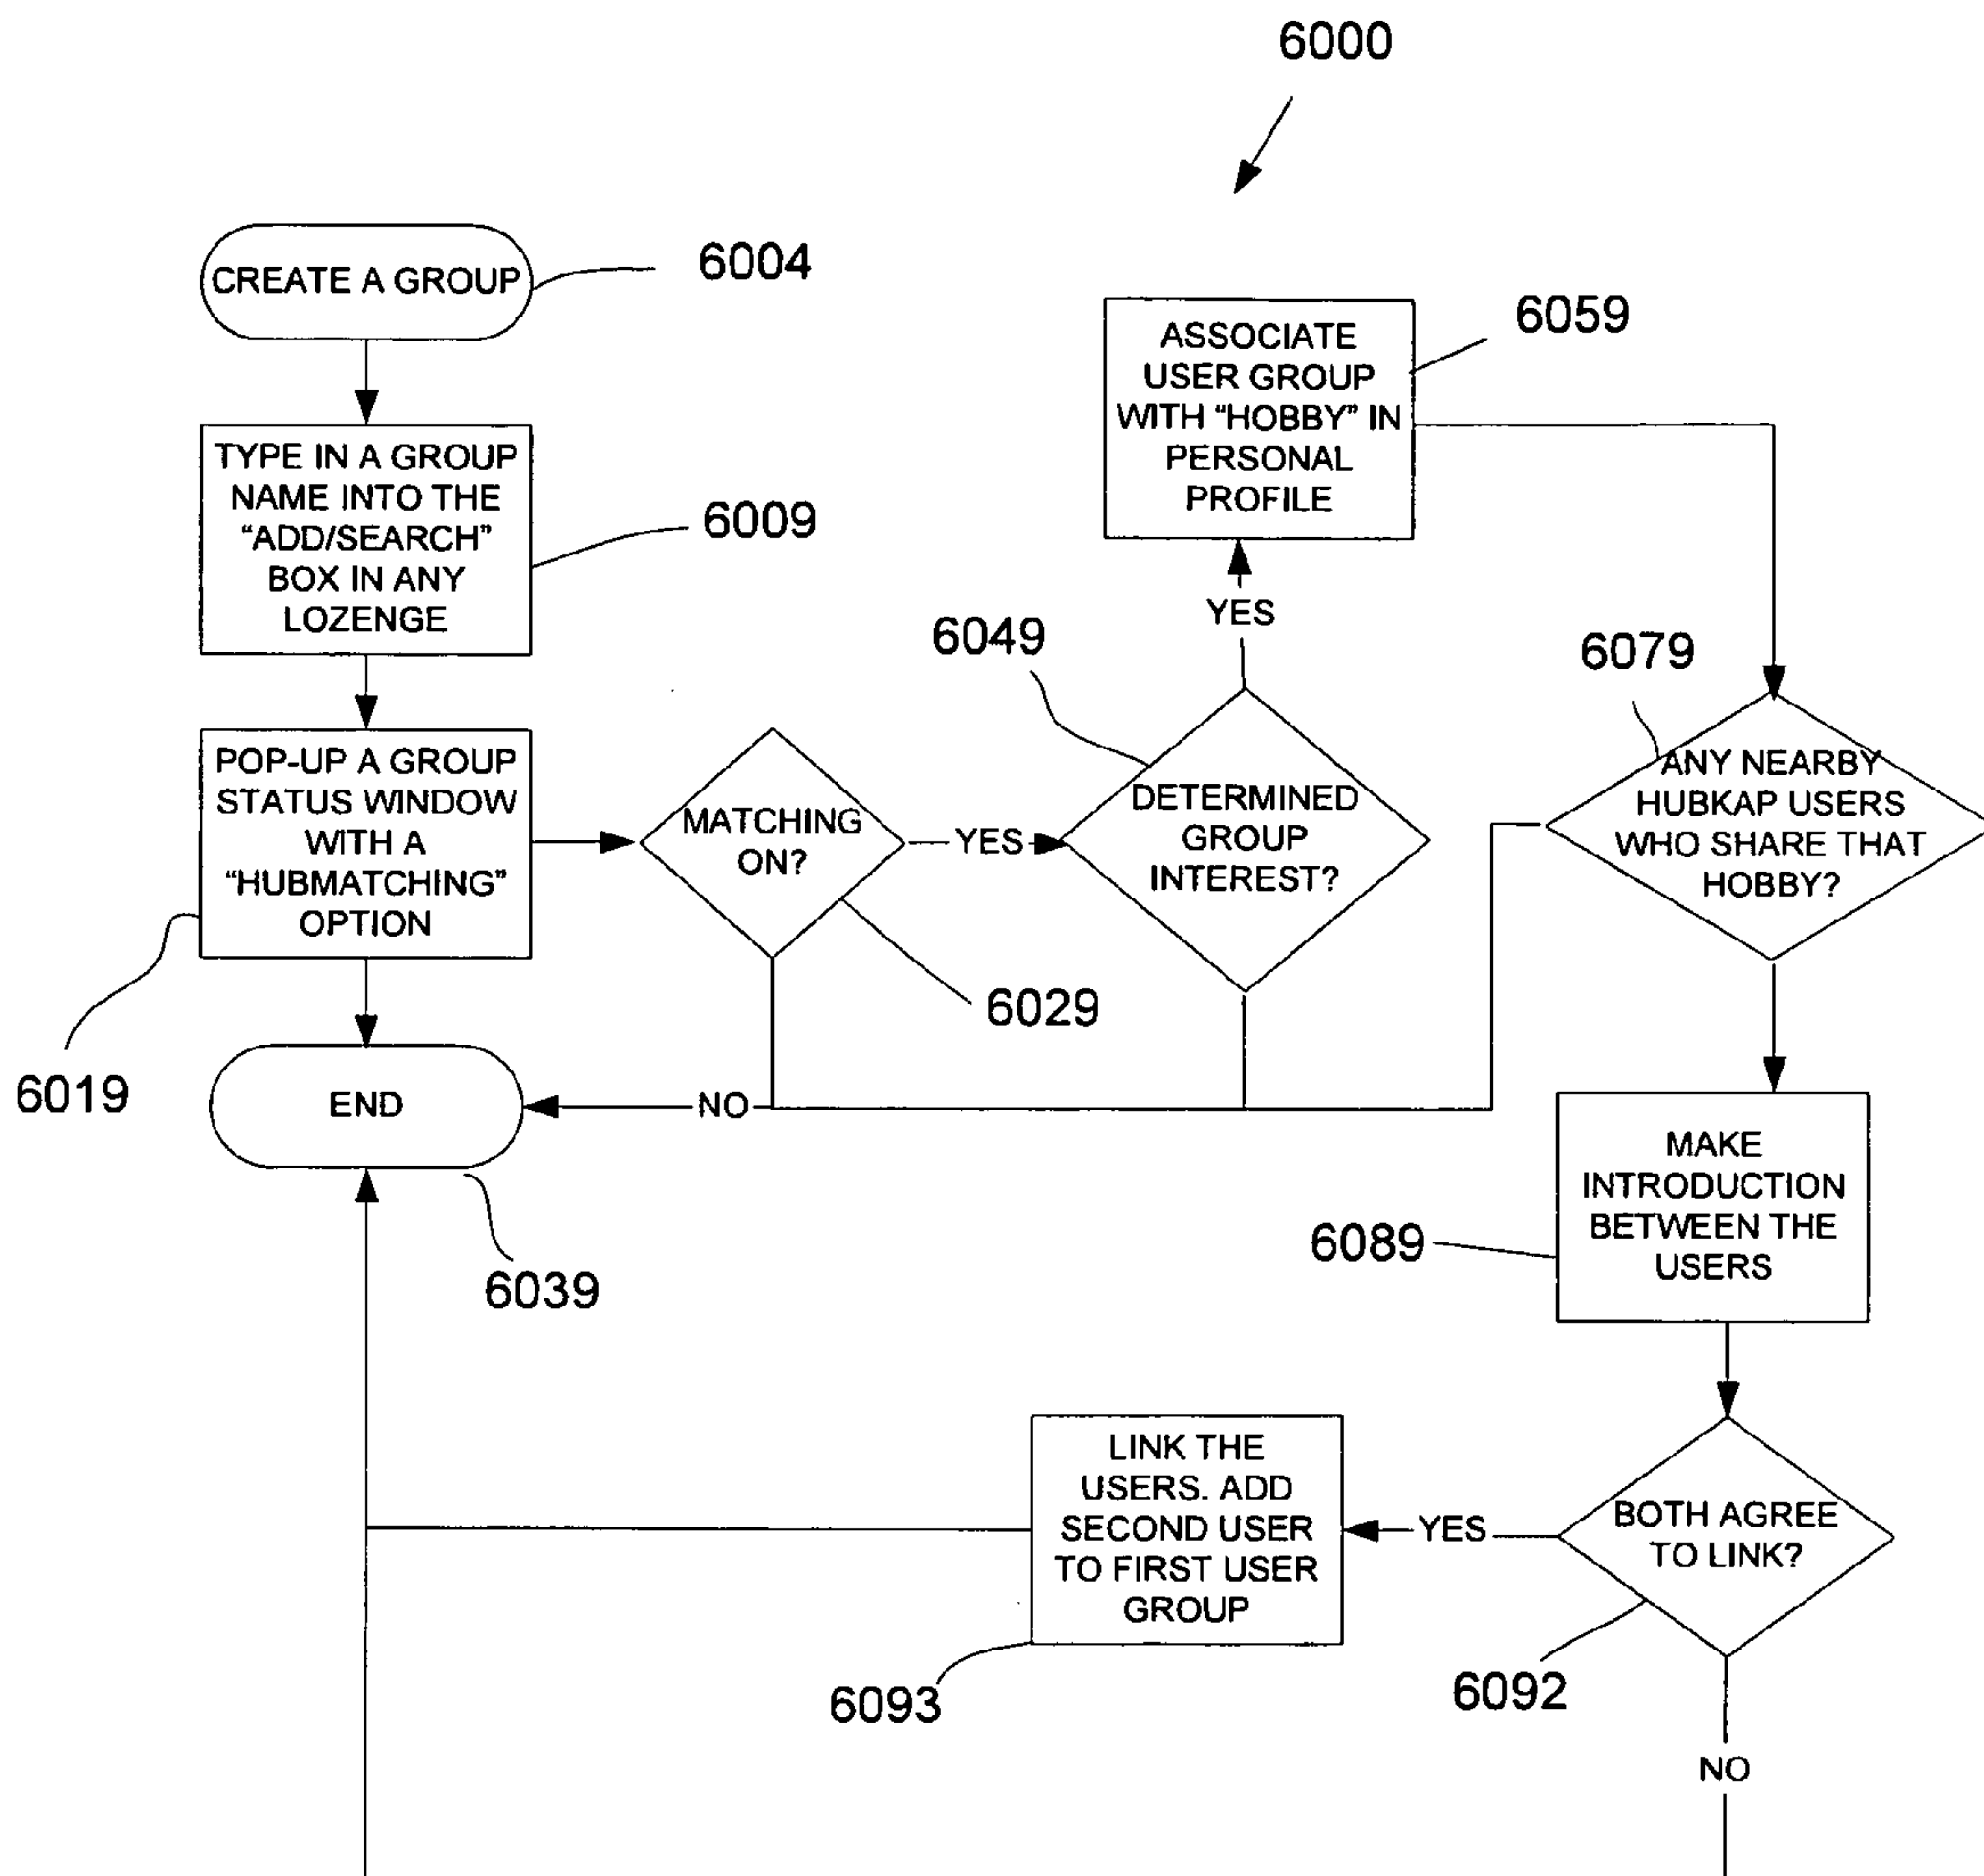 6000
CREATE A GROUP
6004
TYPE IN A GROUP
NAME INTO THE
“ADD/SEARCH”
BOX IN ANY
LOZENGE
6009
POP-UP A GROUP
STATUS WINDOW
WITH A
“HUBMATCHING”
OPTION
6019
MATCHING
ON?
6029
YES
NO
END
6039
DETERMINED
GROUP
INTEREST?
6049
YES
ASSOCIATE
USER GROUP
WITH “HOBBY” IN
PERSONAL
PROFILE
6059
ANY NEARBY
HUBKAP USERS
WHO SHARE THAT
HOBBY?
6079
MAKE
INTRODUCTION
BETWEEN THE
USERS
6089
BOTH AGREE
TO LINK?
6092
YES
NO
LINK THE
USERS. ADD
SECOND USER
TO FIRST USER
GROUP
6093